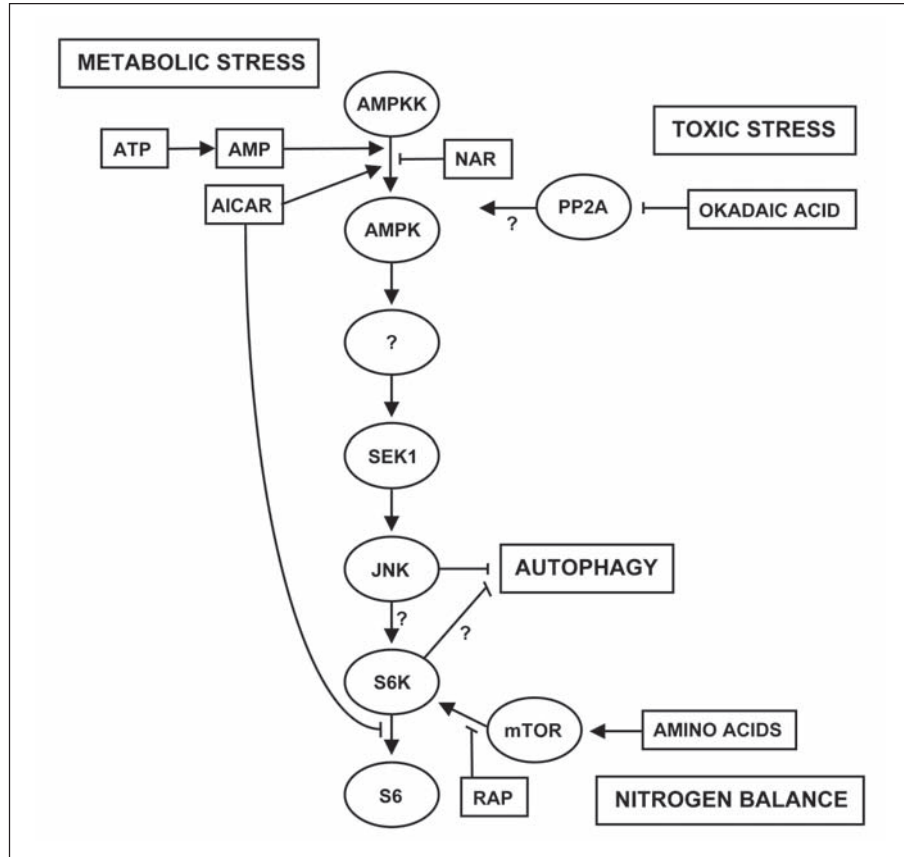 METABOLIC STRESS
AMPKK
TOXIC STRESS
ATP
AMP
NAR
AICAR
PP2A
OKADAIC ACID
?
AMPK
?
SEK1
JNK
AUTOPHAGY
?
?
S6K
mTOR
AMINO ACIDS
S6
RAP
NITROGEN BALANCE